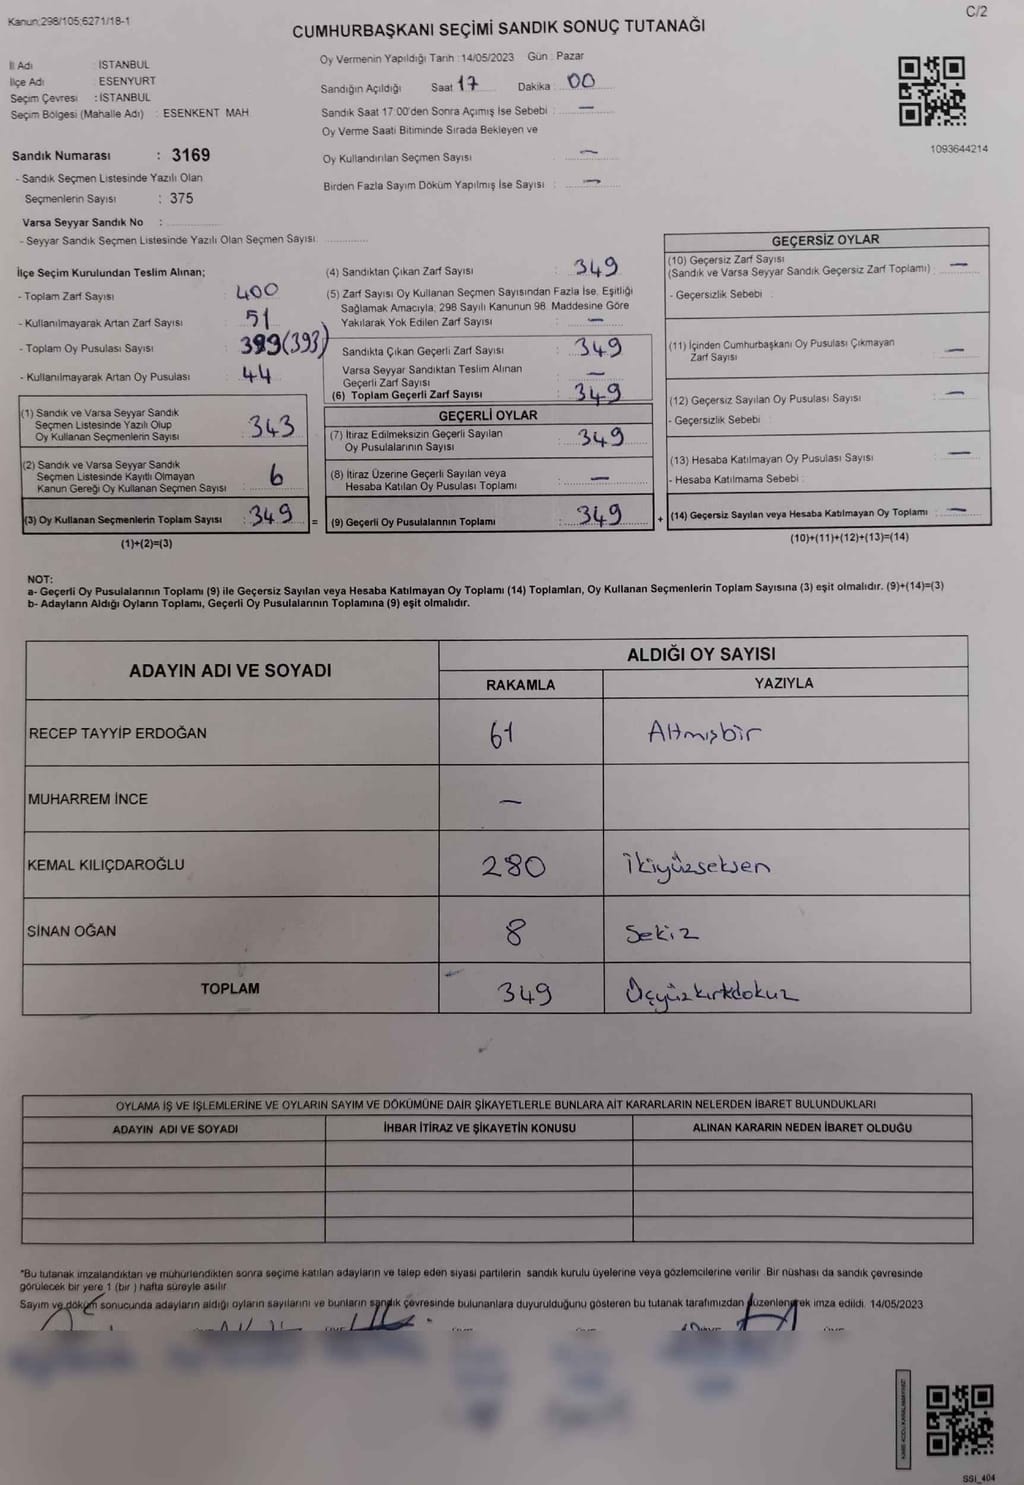 Kanun:298/105;6271/18-1
C/2
CUMHURBAŞKANI SEÇİMİ SANDIK SONUÇ TUTANAĞI
İl Adı : İSTANBUL
İlçe Adı : ESENYURT
Seçim Çevresi : İSTANBUL
Seçim Bölgesi (Mahalle Adı) : ESENKENT MAH
Sandık Numarası : 3169
- Sandık Seçmen Listesinde Yazılı Olan
Seçmenlerin Sayısı : 375
Varsa Seyyar Sandık No :
- Seyyar Sandık Seçmen Listesinde Yazılı Olan Seçmen Sayısı:
Oy Vermenin Yapıldığı Tarih : 14/05/2023 Gün : Pazar
Sandığın Açıldığı Saat 17 Dakika : 00
Sandık Saat 17:00'den Sonra Açımış İse Sebebi : —
Oy Verme Saati Bitiminde Sırada Bekleyen ve
Oy Kullandırılan Seçmen Sayısı : —
Birden Fazla Sayım Döküm Yapılmış İse Sayısı : —
1093644214
İlçe Seçim Kurulundan Teslim Alınan;
- Toplam Zarf Sayısı : 400
- Kullanılmayarak Artan Zarf Sayısı : 51
- Toplam Oy Pusulası Sayısı : 399(393)
- Kullanılmayarak Artan Oy Pusulası : 44
(1) Sandık ve Varsa Seyyar Sandık
Seçmen Listesinde Yazılı Olup
Oy Kullanan Seçmenlerin Sayısı : 343
(2) Sandık ve Varsa Seyyar Sandık
Seçmen Listesinde Kayıtlı Olmayan
Kanun Gereği Oy Kullanan Seçmen Sayısı : 6
(3) Oy Kullanan Seçmenlerin Toplam Sayısı : 349 =
(1)+(2)=(3)
(4) Sandıktan Çıkan Zarf Sayısı : 349
(5) Zarf Sayısı Oy Kullanan Seçmen Sayısından Fazla İse, Eşitliği
Sağlamak Amacıyla; 298 Sayılı Kanunun 98. Maddesine Göre
Yakılarak Yok Edilen Zarf Sayısı : —
Sandıkta Çıkan Geçerli Zarf Sayısı : 349
Varsa Seyyar Sandıktan Teslim Alınan
Geçerli Zarf Sayısı : —
(6) Toplam Geçerli Zarf Sayısı : 349
GEÇERLİ OYLAR
(7) İtiraz Edilmeksizin Geçerli Sayılan
Oy Pusulalarının Sayısı : 349
(8) İtiraz Üzerine Geçerli Sayılan veya
Hesaba Katılan Oy Pusulası Toplamı : —
(9) Geçerli Oy Pusulalarının Toplamı : 349 +
GEÇERSİZ OYLAR
(10) Geçersiz Zarf Sayısı
(Sandık ve Varsa Seyyar Sandık Geçersiz Zarf Toplamı) : —
- Geçersizlik Sebebi :
(11) İçinden Cumhurbaşkanı Oy Pusulası Çıkmayan
Zarf Sayısı : —
(12) Geçersiz Sayılan Oy Pusulası Sayısı : —
- Geçersizlik Sebebi :
(13) Hesaba Katılmayan Oy Pusulası Sayısı : —
- Hesaba Katılmama Sebebi :
(14) Geçersiz Sayılan veya Hesaba Katılmayan Oy Toplamı : —
(10)+(11)+(12)+(13)=(14)
NOT:
a- Geçerli Oy Pusulalarının Toplamı (9) ile Geçersiz Sayılan veya Hesaba Katılmayan Oy Toplamı (14) Toplamları, Oy Kullanan Seçmenlerin Toplam Sayısına (3) eşit olmalıdır. (9)+(14)=(3)
b- Adayların Aldığı Oyların Toplamı, Geçerli Oy Pusulalarının Toplamına (9) eşit olmalıdır.
ADAYIN ADI VE SOYADI ALDIĞI OY SAYISI
RAKAMLA YAZIYLA
RECEP TAYYİP ERDOĞAN 61 Altmışbir
MUHARREM İNCE —
KEMAL KILIÇDAROĞLU 280 İkiyüzseksen
SİNAN OĞAN 8 Sekiz
TOPLAM 349 Üçyüzkırkdokuz
OYLAMA İŞ VE İŞLEMLERİNE VE OYLARIN SAYIM VE DÖKÜMÜNE DAİR ŞİKAYETLERLE BUNLARA AİT KARARLARIN NELERDEN İBARET BULUNDUKLARI
ADAYIN ADI VE SOYADI İHBAR İTİRAZ VE ŞİKAYETİN KONUSU ALINAN KARARIN NEDEN İBARET OLDUĞU
*Bu tutanak imzalandıktan ve mühürlendikten sonra seçime katılan adayların ve talep eden siyasi partilerin sandık kurulu üyelerine veya gözlemcilerine verilir. Bir nüshası da sandık çevresinde
görülecek bir yere 1 (bir) hafta süreyle asılır.
Sayım ve döküm sonucunda adayların aldığı oyların sayılarını ve bunların sandık çevresinde bulunanlara duyurulduğunu gösteren bu tutanak tarafımızdan düzenlenerek imza edildi. 14/05/2023
SSI_404